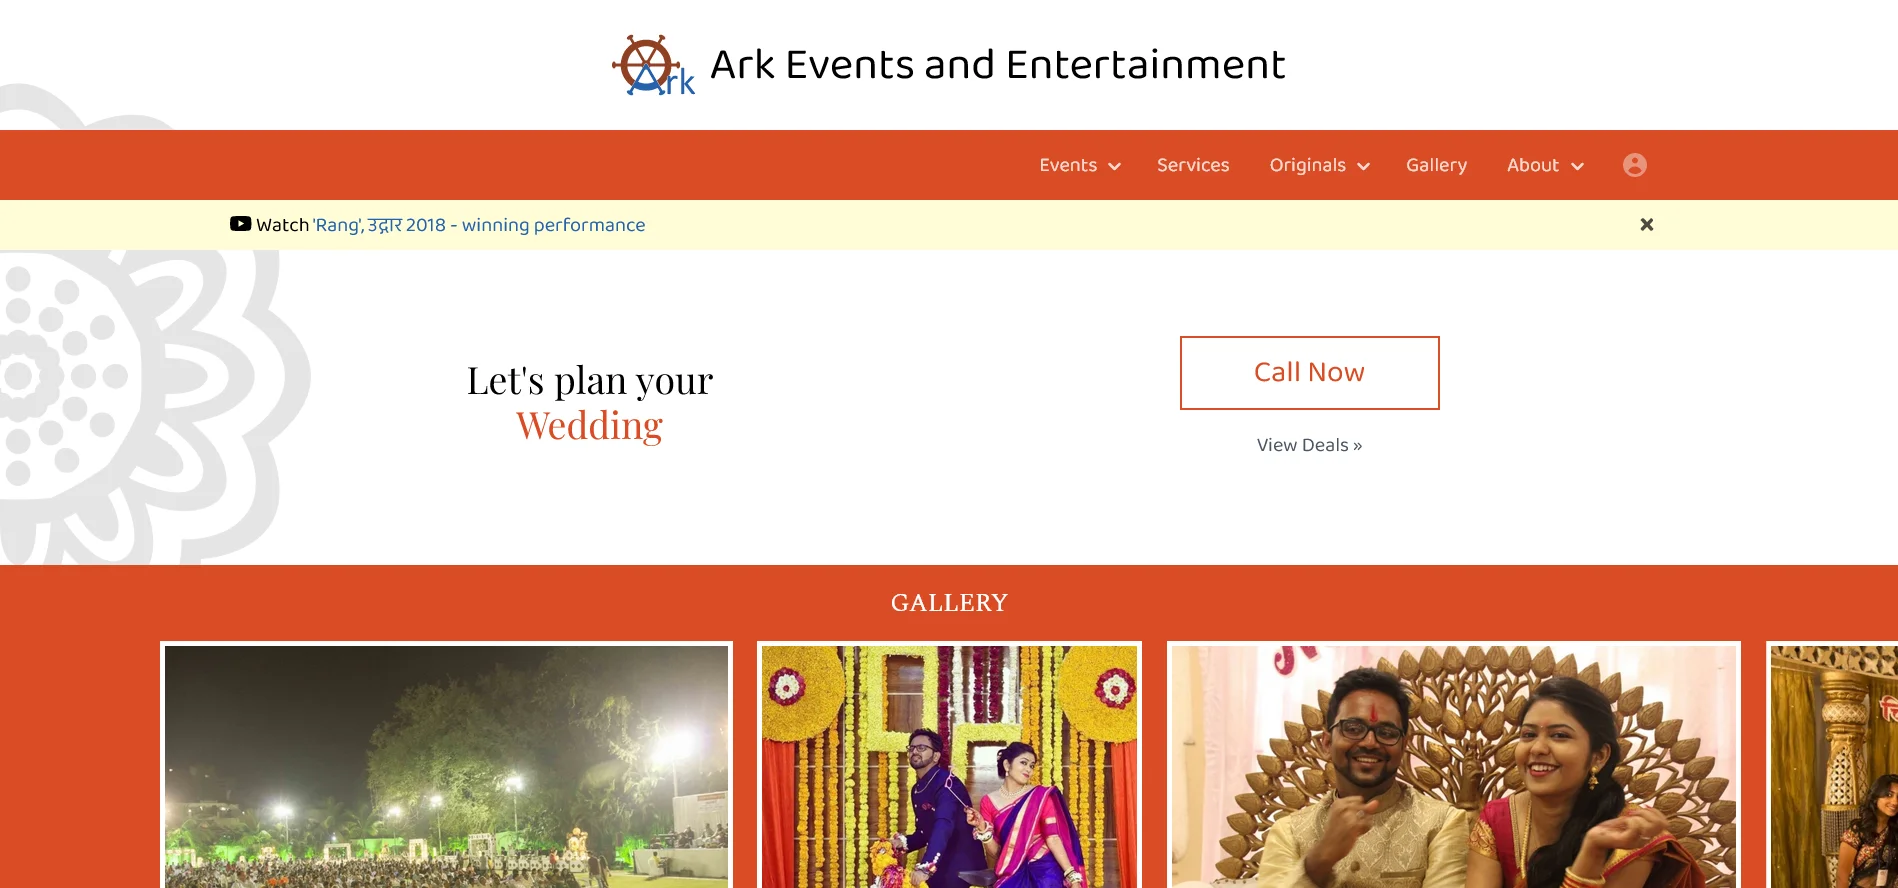 Ark
Ark Events and Entertainment
Events
Services
Originals
Gallery
About
Watch 'Rang', उद्गार 2018 - winning performance
Let's plan your
Wedding
Call Now
View Deals »
GALLERY